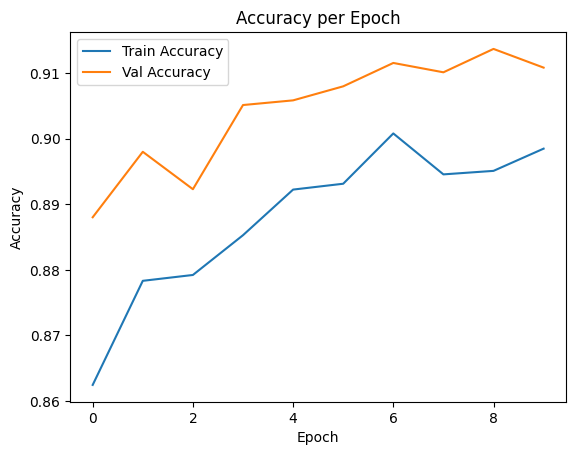 Accuracy per Epoch
Train Accuracy
Val Accuracy
0.91
0.90
0.89
0.88
0.87
0.86
Accuracy
0 2 4 6 8
Epoch